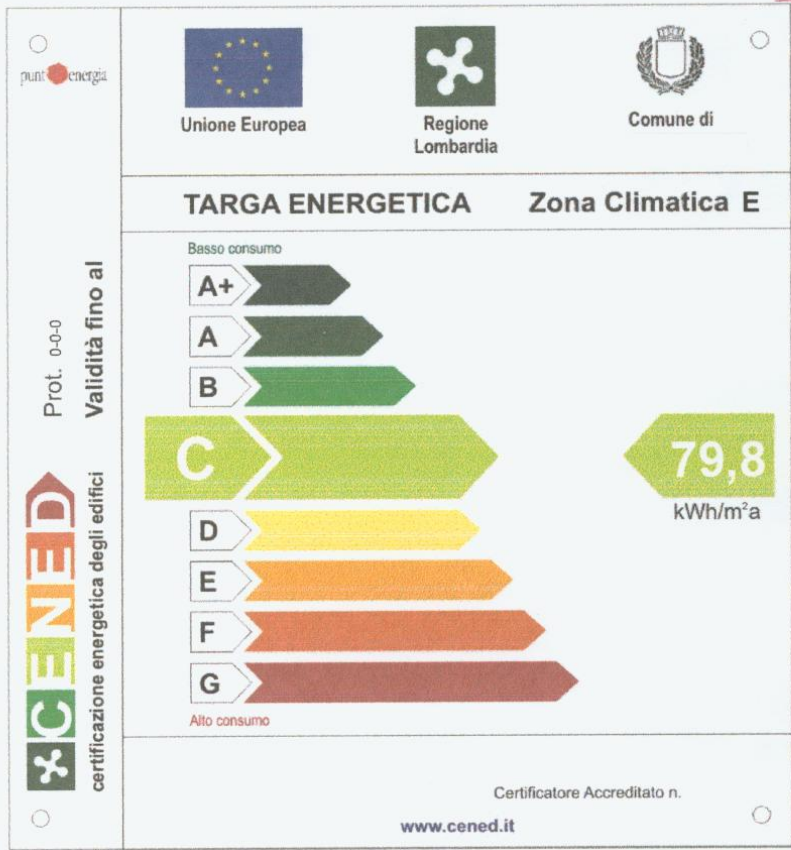 punt energia
Unione Europea
Regione
Lombardia
Comune di
TARGA ENERGETICA Zona Climatica E
Basso consumo
A+
A
B
C
79,8
kWh/m²a
D
E
F
G
Alto consumo
Certificatore Accreditato n.
www.cened.it
Prot. 0-0-0
Validità fino al
CENED
certificazione energetica degli edifici